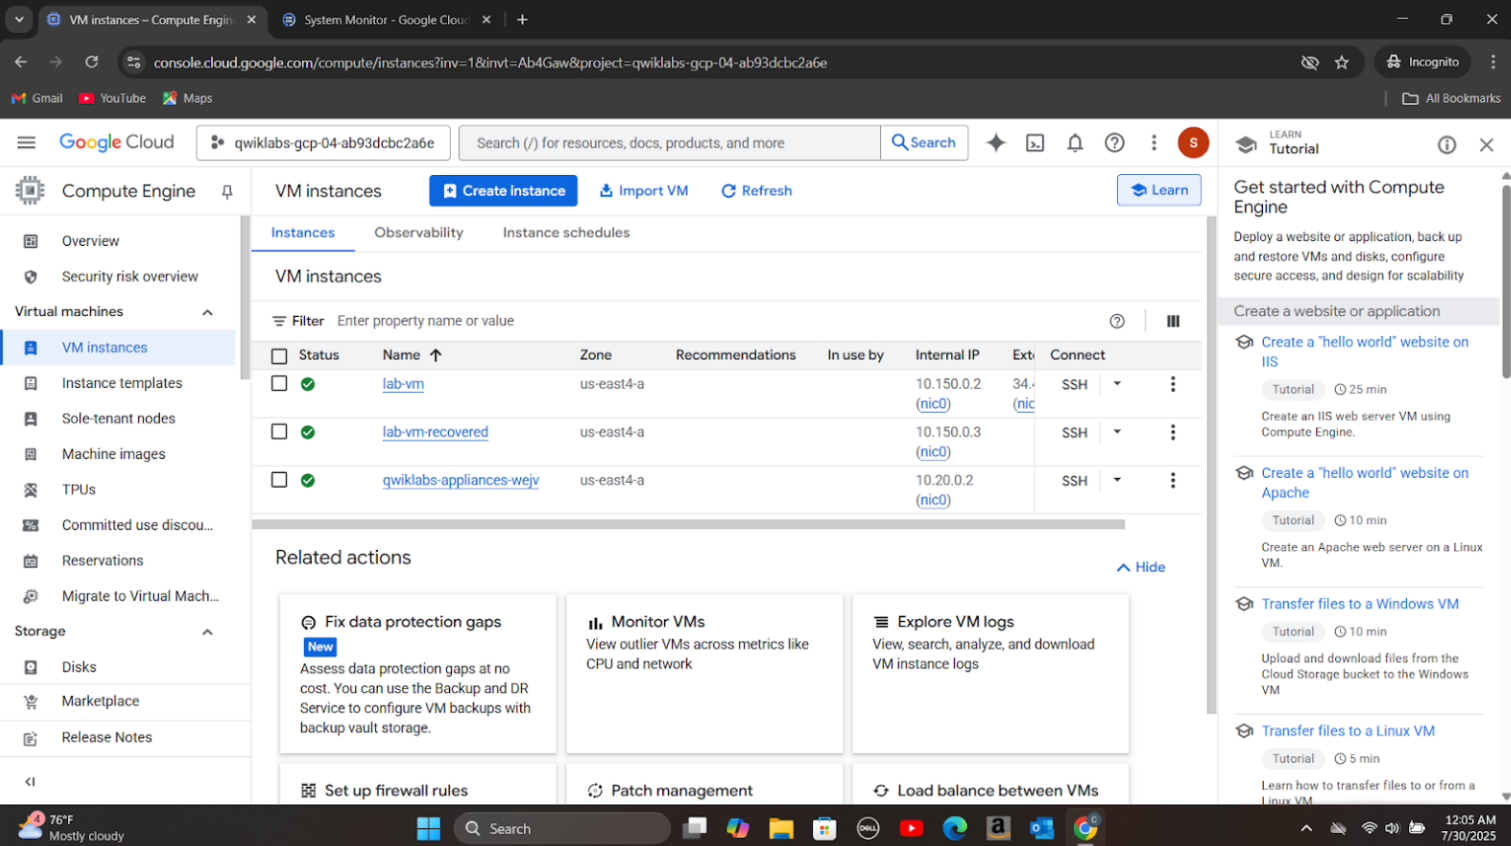 VM instances – Compute Engin
System Monitor - Google Cloud
console.cloud.google.com/compute/instances?inv=1&invt=Ab4Gaw&project=qwiklabs-gcp-04-ab93dcbc2a6e
Incognito
Gmail
YouTube
Maps
All Bookmarks
Google Cloud
qwiklabs-gcp-04-ab93dcbc2a6e
Search (/) for resources, docs, products, and more
Search
S
Compute Engine
Overview
Security risk overview
Virtual machines
VM instances
Instance templates
Sole-tenant nodes
Machine images
TPUs
Committed use discou...
Reservations
Migrate to Virtual Mach...
Storage
Disks
Marketplace
Release Notes
VM instances
Create instance
Import VM
Refresh
Learn
Instances
Observability
Instance schedules
VM instances
Filter Enter property name or value
Status Name Zone Recommendations In use by Internal IP Exte Connect
lab-vm us-east4-a 10.150.0.2 34.4 SSH
(nic0) (nic
lab-vm-recovered us-east4-a 10.150.0.3 SSH
(nic0)
qwiklabs-appliances-wejv us-east4-a 10.20.0.2 SSH
(nic0)
Related actions
Hide
Fix data protection gaps
New
Assess data protection gaps at no
cost. You can use the Backup and DR
Service to configure VM backups with
backup vault storage.
Monitor VMs
View outlier VMs across metrics like
CPU and network
Explore VM logs
View, search, analyze, and download
VM instance logs
Set up firewall rules
Patch management
Load balance between VMs
LEARN
Tutorial
Get started with Compute
Engine
Deploy a website or application, back up
and restore VMs and disks, configure
secure access, and design for scalability
Create a website or application
Create a "hello world" website on
IIS
Tutorial 25 min
Create an IIS web server VM using
Compute Engine.
Create a "hello world" website on
Apache
Tutorial 10 min
Create an Apache web server on a Linux
VM.
Transfer files to a Windows VM
Tutorial 10 min
Upload and download files from the
Cloud Storage bucket to the Windows
VM
Transfer files to a Linux VM
Tutorial 5 min
Learn how to transfer files to or from a
Linux VM
4
76°F
Mostly cloudy
Search
DELL
a
C
12:05 AM
7/30/2025